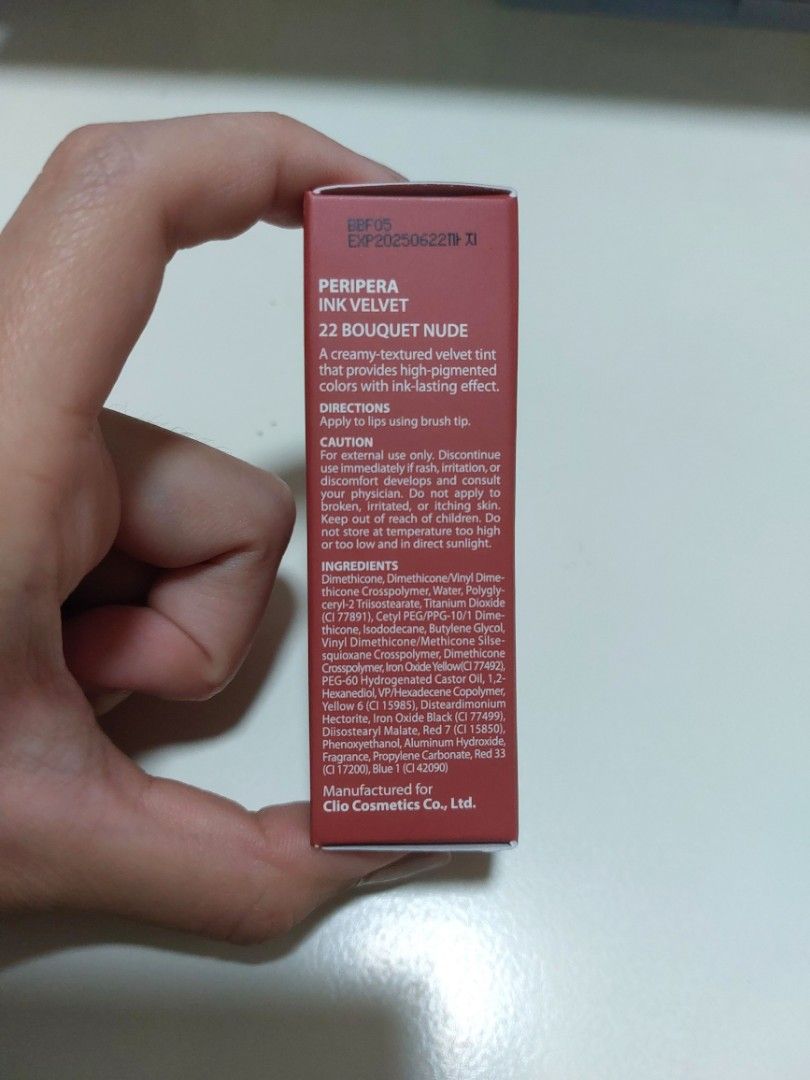 BBF05
EXP20250622까지
PERIPERA
INK VELVET
22 BOUQUET NUDE
A creamy-textured velvet tint
that provides high-pigmented
colors with ink-lasting effect.
DIRECTIONS
Apply to lips using brush tip.
CAUTION
For external use only. Discontinue
use immediately if rash, irritation, or
discomfort develops and consult
your physician. Do not apply to
broken, irritated, or itching skin.
Keep out of reach of children. Do
not store at temperature too high
or too low and in direct sunlight.
INGREDIENTS
Dimethicone, Dimethicone/Vinyl Dime-
thicone Crosspolymer, Water, Polygly-
ceryl-2 Triisostearate, Titanium Dioxide
(CI 77891), Cetyl PEG/PPG-10/1 Dime-
thicone, Isododecane, Butylene Glycol,
Vinyl Dimethicone/Methicone Silse-
squioxane Crosspolymer, Dimethicone
Crosspolymer, Iron Oxide Yellow(CI 77492),
PEG-60 Hydrogenated Castor Oil, 1,2-
Hexanediol, VP/Hexadecene Copolymer,
Yellow 6 (CI 15985), Disteardimonium
Hectorite, Iron Oxide Black (CI 77499),
Diisostearyl Malate, Red 7 (CI 15850),
Phenoxyethanol, Aluminum Hydroxide,
Fragrance, Propylene Carbonate, Red 33
(CI 17200), Blue 1 (CI 42090)
Manufactured for
Clio Cosmetics Co., Ltd.